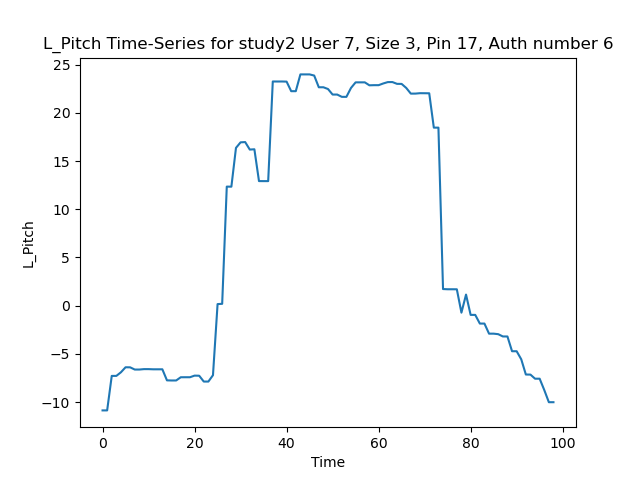 L_Pitch Time-Series for study2 User 7, Size 3, Pin 17, Auth number 6
25
20
15
10
5
0
−5
−10
L_Pitch
0 20 40 60 80 100
Time